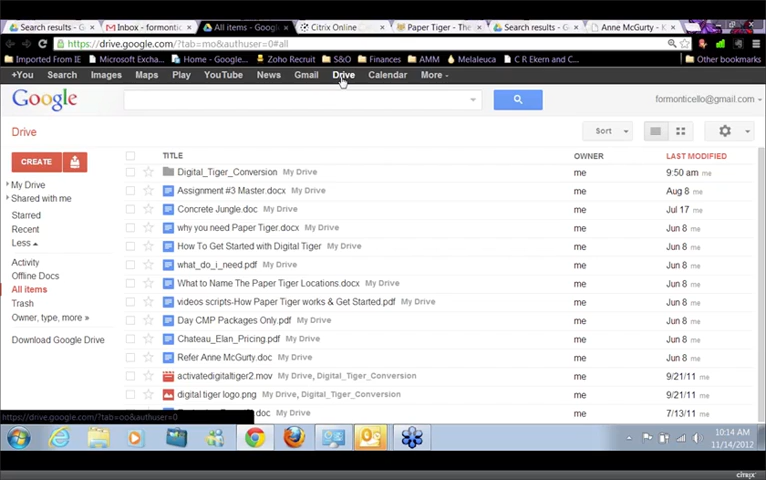 Search results - G
Inbox - formontic
All items - Google
Citrix Online
Paper Tiger - The
Search results - G
Anne McGurty - K
https://drive.google.com/?tab=mo&authuser=0#all
Imported From IE Microsoft Exchan... Home - Google... Zoho Recruit S&O Finances AMM Melaleuca C R Ekern and C... Other bookmarks
+You Search Images Maps Play YouTube News Gmail Drive Calendar More
Google
formonticello@gmail.com
Drive
Sort
CREATE
TITLE OWNER LAST MODIFIED
Digital_Tiger_Conversion My Drive me 9:50 am me
My Drive
Assignment #3 Master.docx My Drive me Aug 8 me
Shared with me
Concrete Jungle.doc My Drive me Jul 17 me
Starred
why you need Paper Tiger.docx My Drive me Jun 8 me
Recent
How To Get Started with Digital Tiger My Drive me Jun 8 me
Less
what_do_i_need.pdf My Drive me Jun 8 me
Activity
Offline Docs
What to Name The Paper Tiger Locations.docx My Drive me Jun 8 me
All items
videos scripts-How Paper Tiger works & Get Started.pdf My Drive me Jun 8 me
Trash
Owner, type, more »
Day CMP Packages Only.pdf My Drive me Jun 8 me
Download Google Drive
Chateau_Elan_Pricing.pdf My Drive me Jun 8 me
Refer Anne McGurty.doc My Drive me Jun 8 me
activatedigitaltiger2.mov My Drive, Digital_Tiger_Conversion me 9/21/11 me
digital tiger logo.png My Drive, Digital_Tiger_Conversion me 9/21/11 me
.doc My Drive me 7/13/11 me
https://drive.google.com/?tab=oo&authuser=0
10:14 AM
11/14/2012
citrix